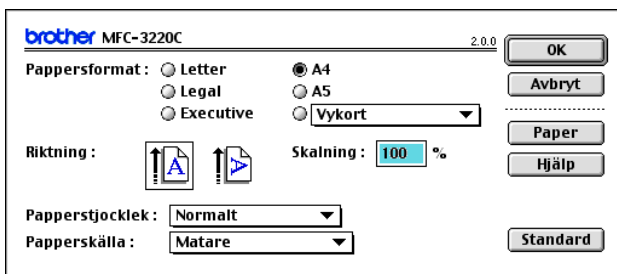 brother MFC-3220C 2.0.0
OK
Pappersformat : Letter A4
Avbryt
Legal A5
Executive Vykort
Paper
Riktning : A A Skalning : 100 %
Hjälp
Papperstjocklek : Normalt
Papperskälla : Matare
Standard